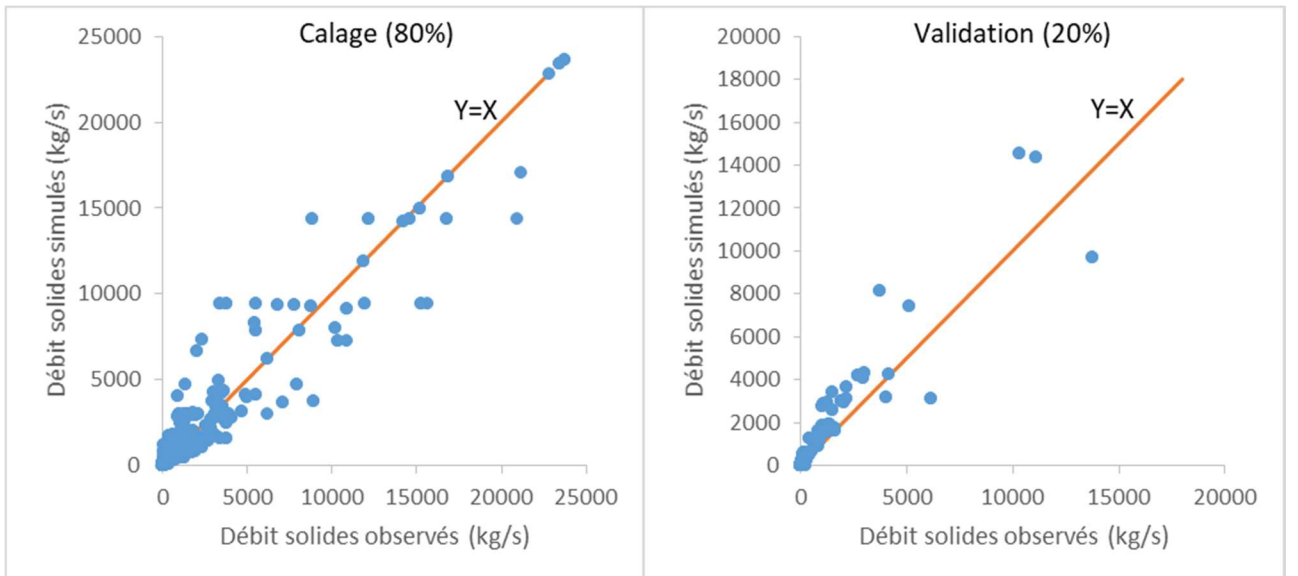 Calage (80%)
Débit solides simulés (kg/s)
25000
20000
15000
10000
5000
0
Y=X
0 5000 10000 15000 20000 25000
Débit solides observés (kg/s)
Validation (20%)
Débit solides simulés (kg/s)
20000
18000
16000
14000
12000
10000
8000
6000
4000
2000
0
Y=X
0 5000 10000 15000 20000
Débit solides observés (kg/s)